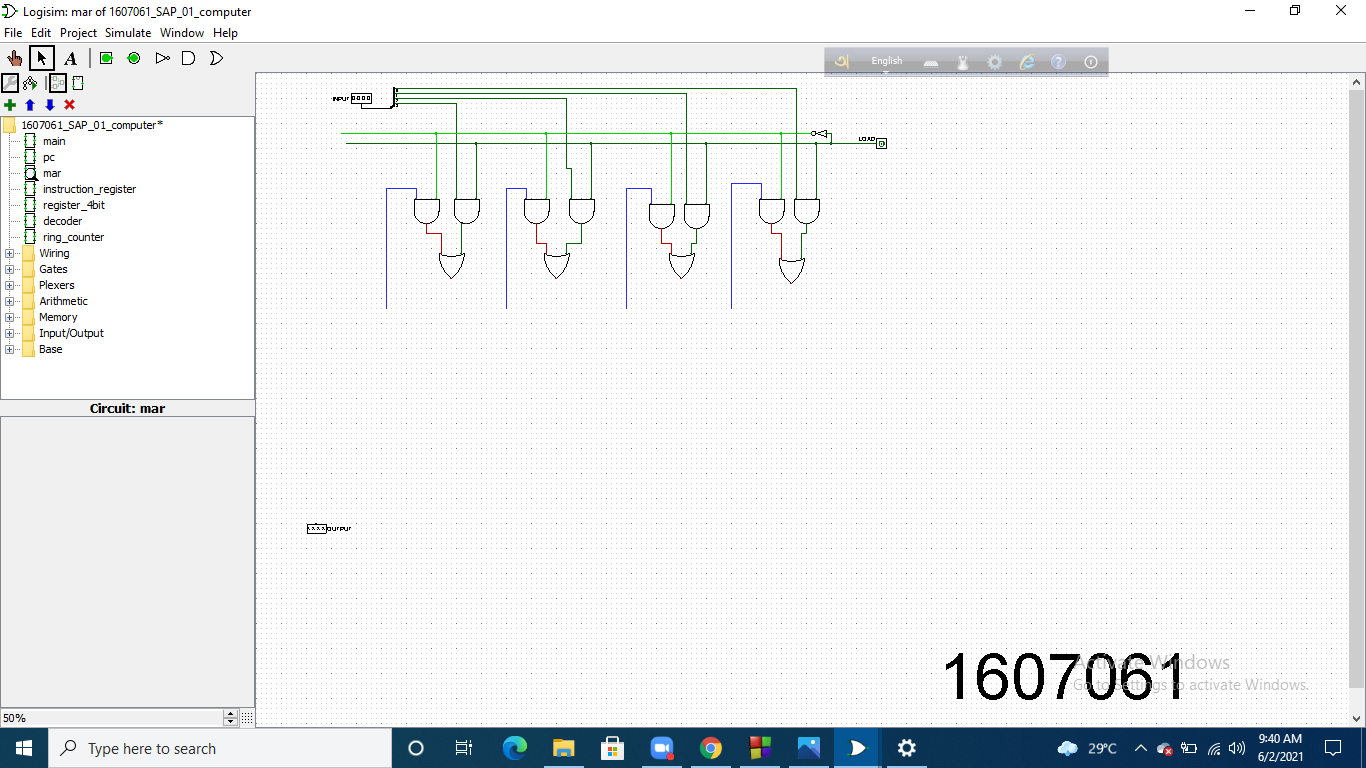 Logisim: mar of 1607061_SAP_01_computer
File Edit Project Simulate Window Help
A
English
1607061_SAP_01_computer*
main
pc
mar
instruction_register
register_4bit
decoder
ring_counter
Wiring
Gates
Plexers
Arithmetic
Memory
Input/Output
Base
Circuit: mar
INPUT 0000
LOAD 0
xxxx OUTPUT
1607061
Activate Windows
Go to Settings to activate Windows.
50%
Type here to search
29°C
9:40 AM
6/2/2021